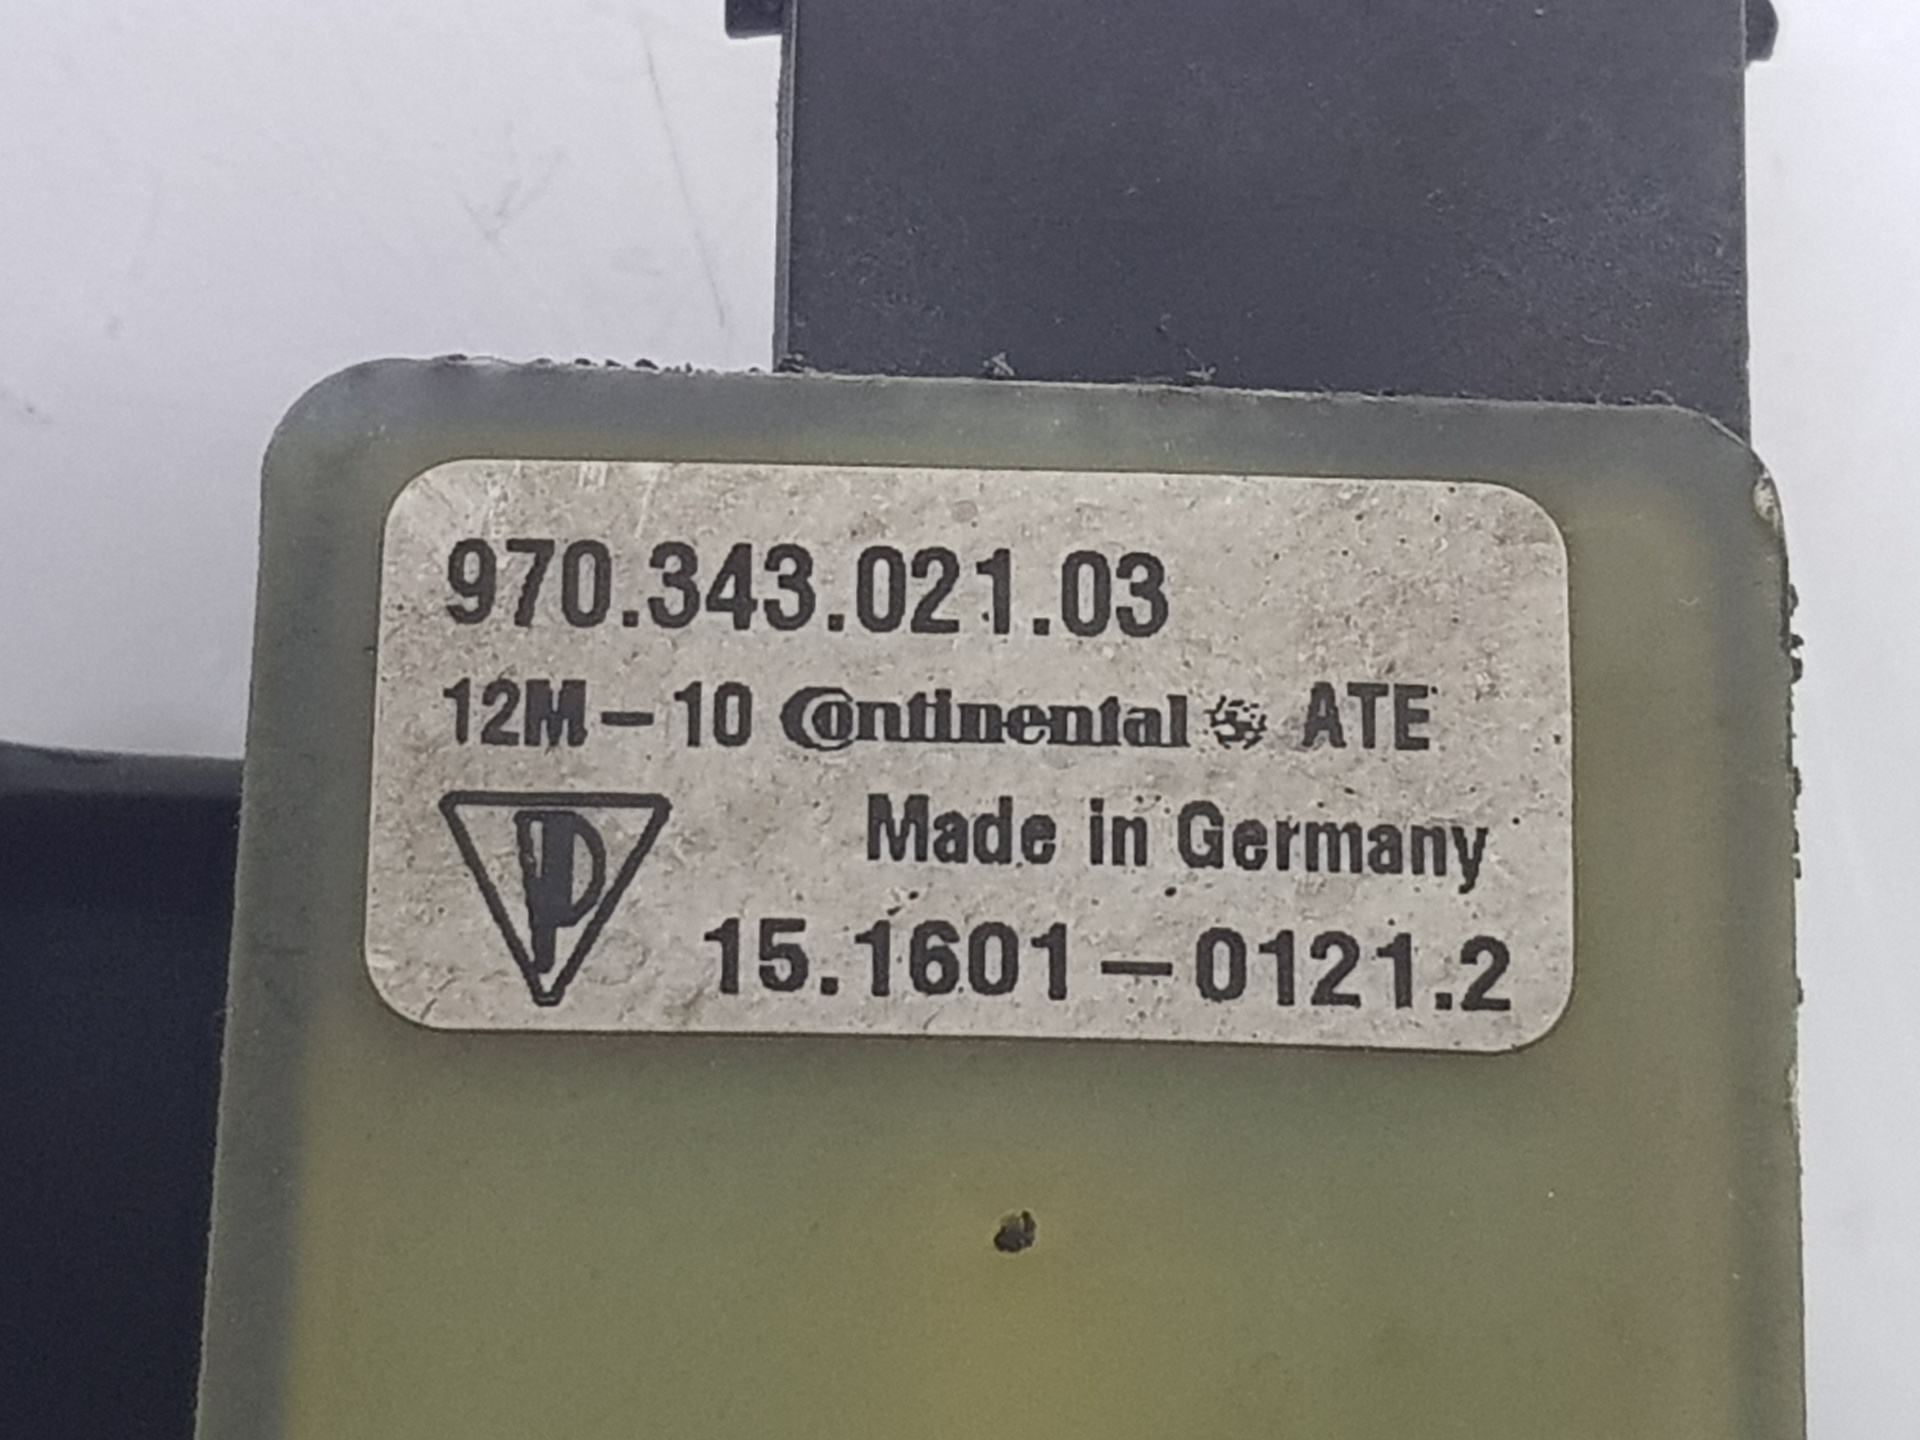 970.343.021.03
12M-10 Continental ATE
Made in Germany
P
15.1601-0121.2